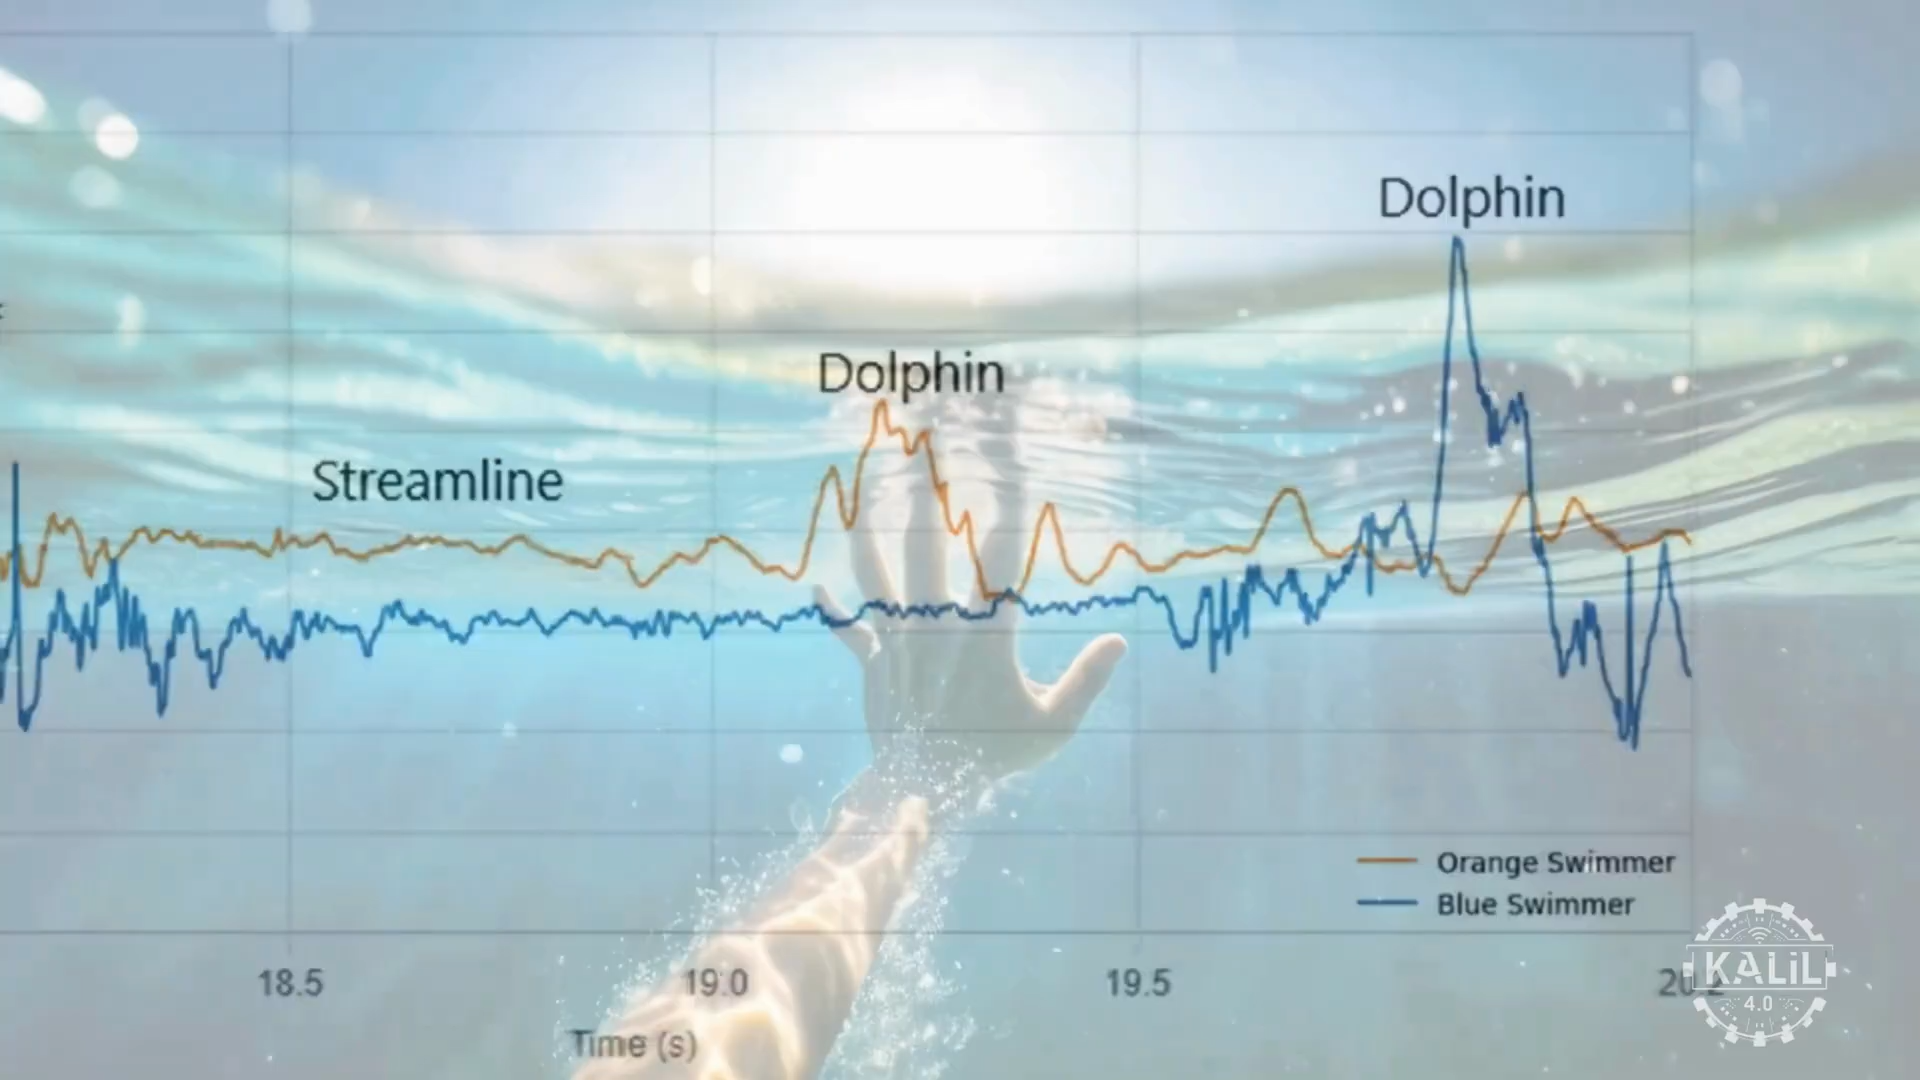 Dolphin
Dolphin
Streamline
Orange Swimmer
Blue Swimmer
18.5
19.0
19.5
Time (s)
KALiL
4.0